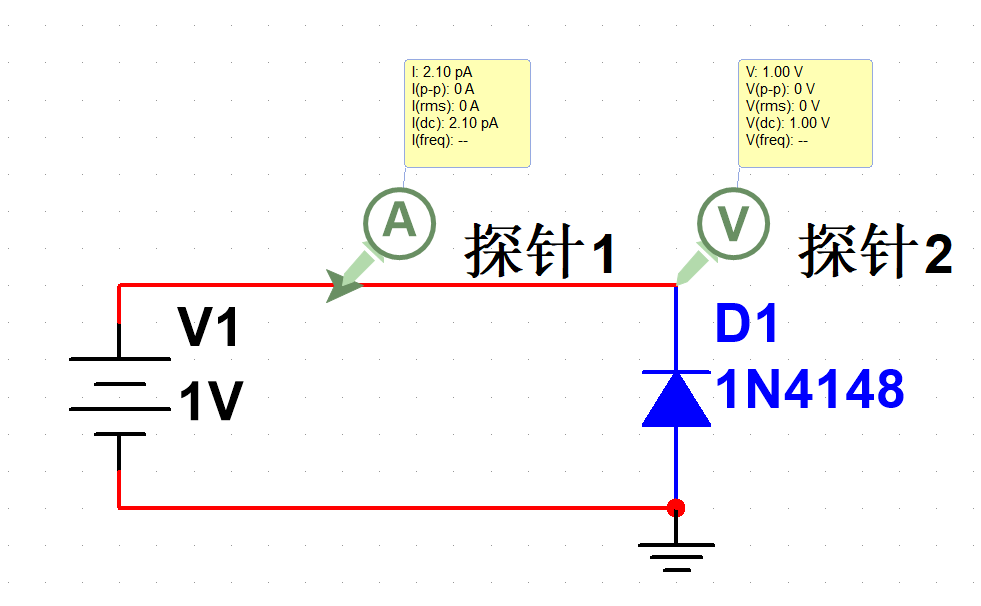 I: 2.10 pA
I(p-p): 0 A
I(rms): 0 A
I(dc): 2.10 pA
I(freq): --
V: 1.00 V
V(p-p): 0 V
V(rms): 0 V
V(dc): 1.00 V
V(freq): --
A
探针1
V
探针2
V1
1V
D1
1N4148